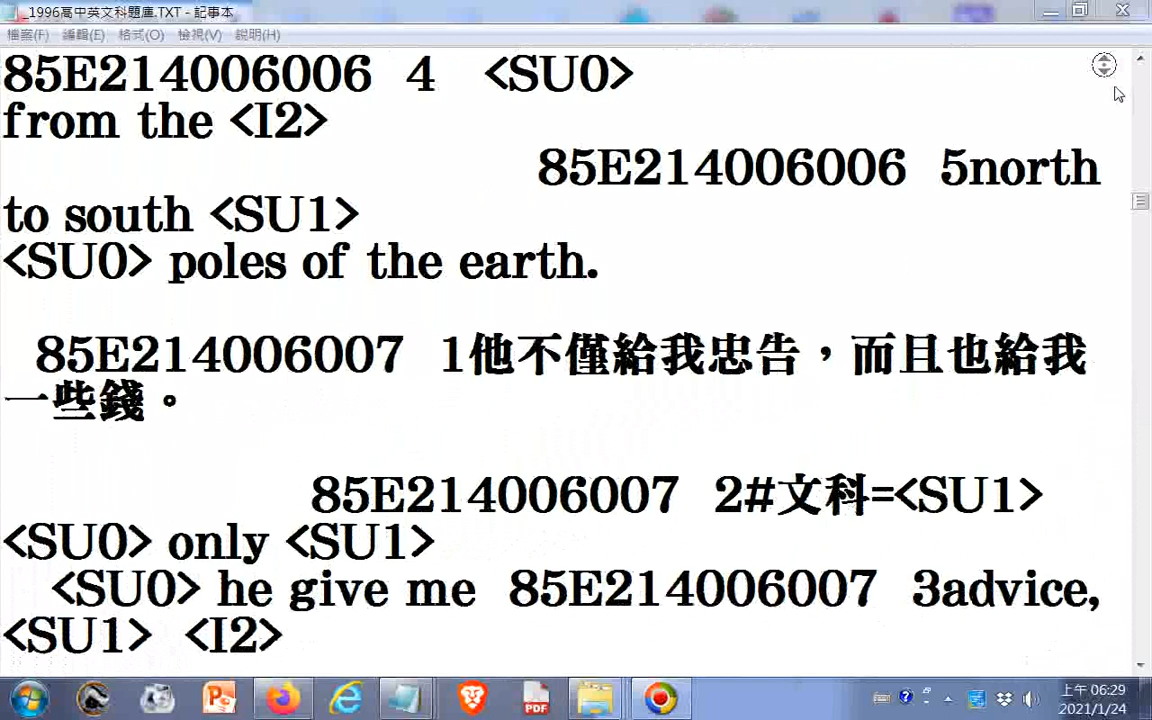 _1996高中英文科題庫.TXT - 記事本
檔案(F) 編輯(E) 格式(O) 檢視(V) 說明(H)
85E214006006 4 <SU0>
from the <I2>
85E214006006 5north
to south <SU1>
<SU0> poles of the earth.
85E214006007 1他不僅給我忠告，而且也給我
一些錢。
85E214006007 2#文科=<SU1>
<SU0> only <SU1>
<SU0> he give me 85E214006007 3advice,
<SU1> <I2>
PDF
上午 06:29
2021/1/24